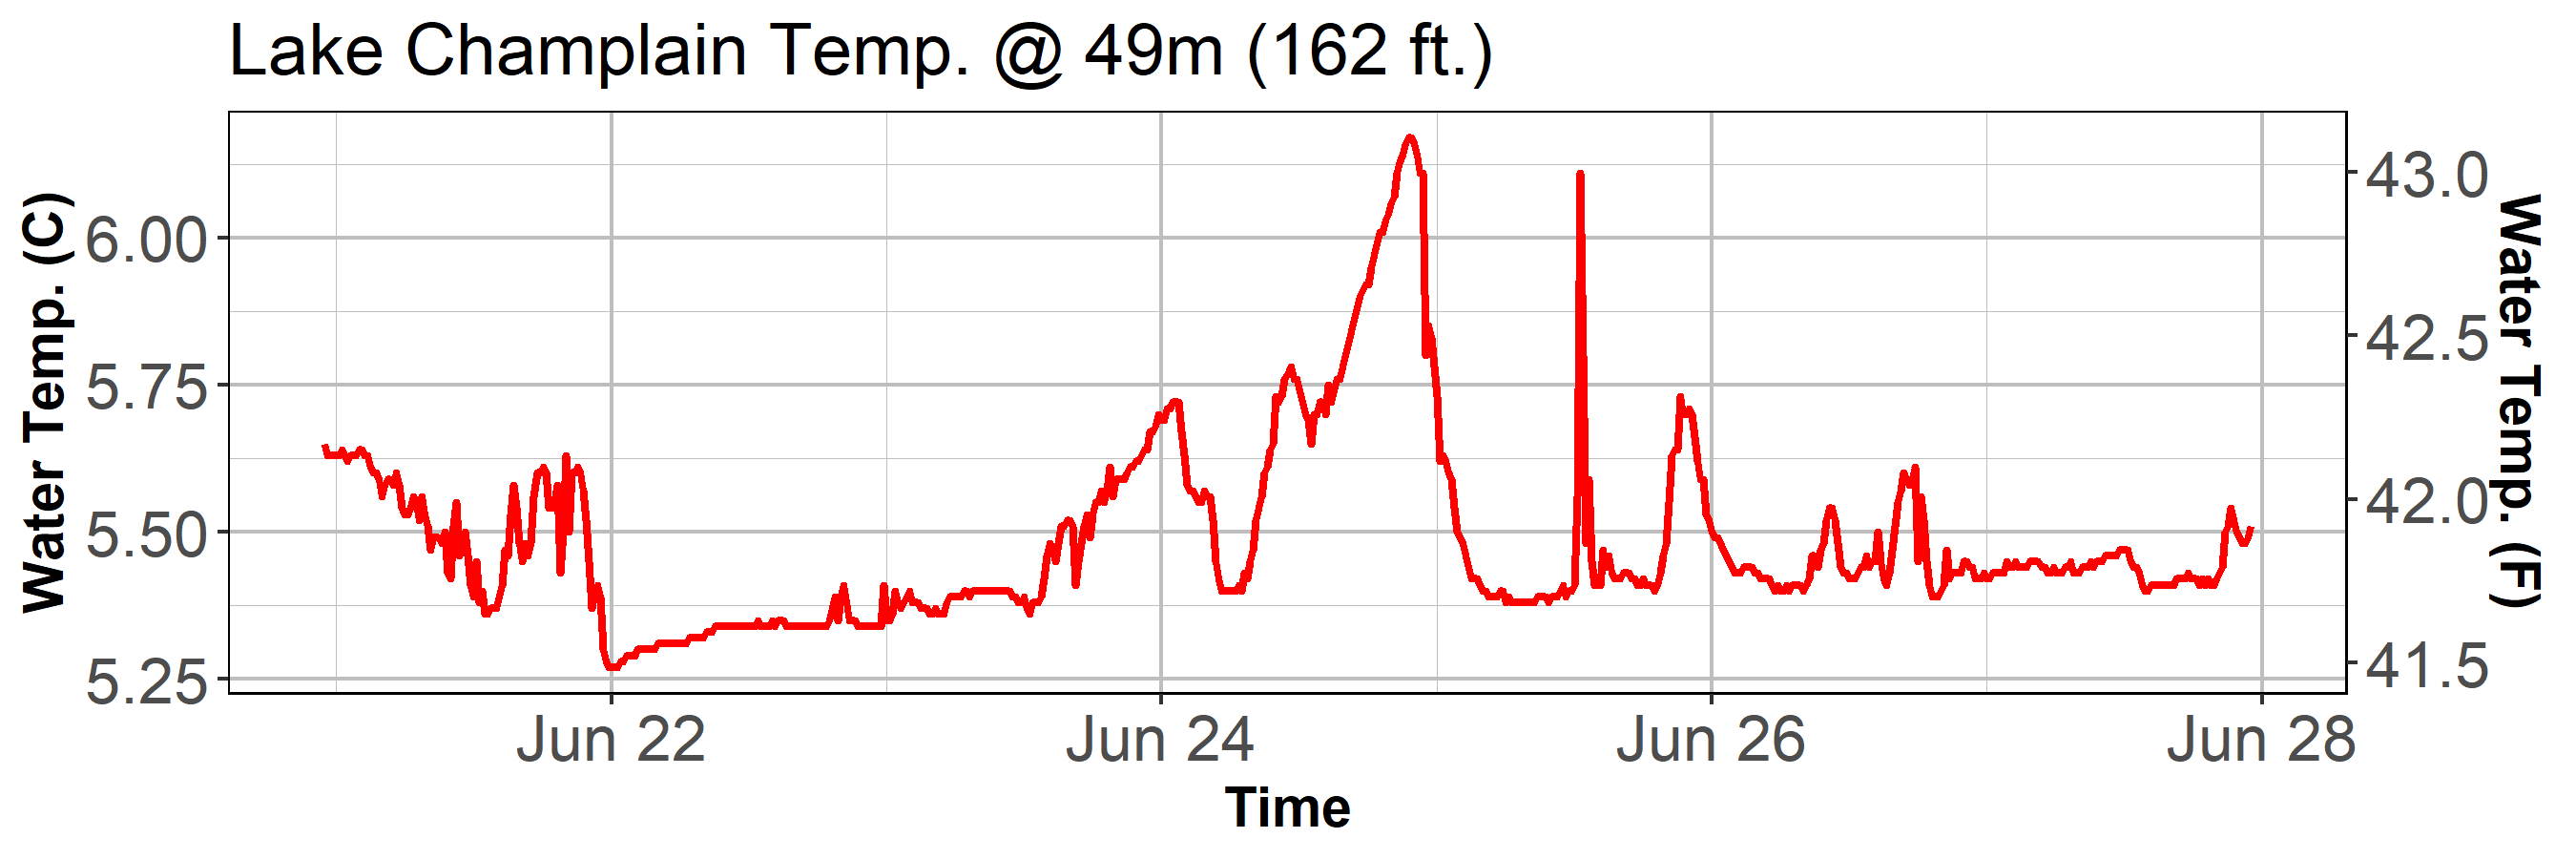 Lake Champlain Temp. @ 49m (162 ft.)
Water Temp. (C)
6.00
5.75
5.50
5.25
43.0
42.5
42.0
41.5
Water Temp. (F)
Jun 22
Jun 24
Jun 26
Jun 28
Time